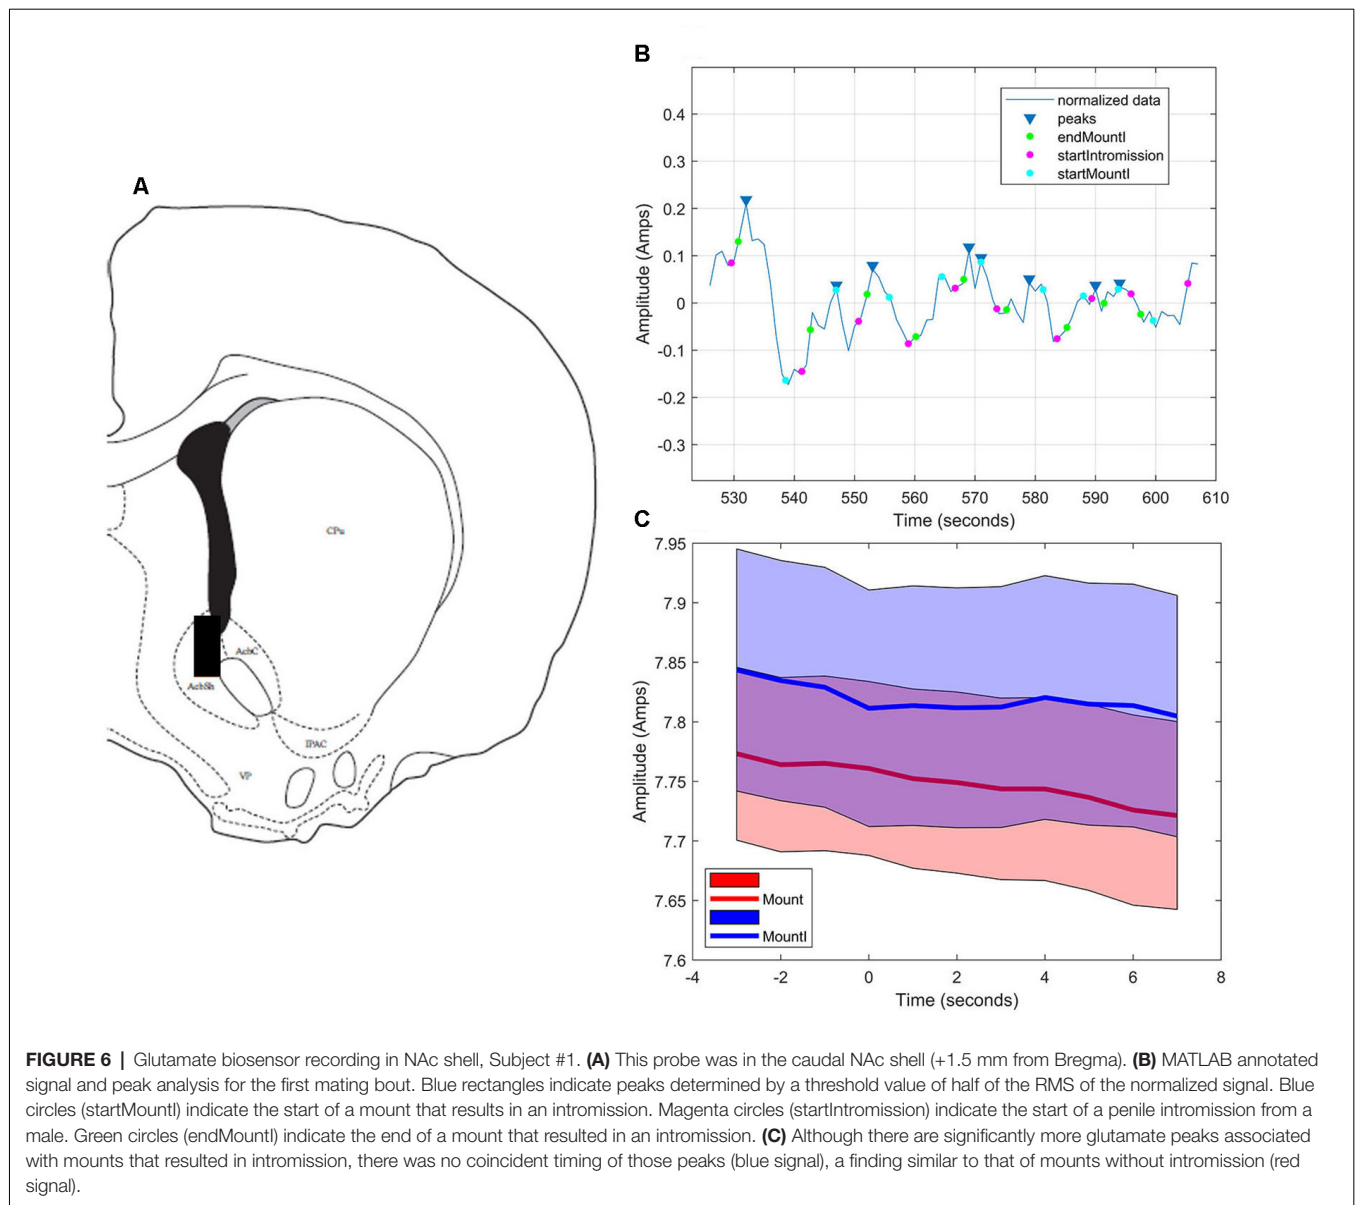 A
CPu
AcbC
AcbSh
IPAC
VP
B
Amplitude (Amps)
0.4
0.3
0.2
0.1
0
-0.1
-0.2
-0.3
530 540 550 560 570 580 590 600 610
Time (seconds)
normalized data
peaks
endMountI
startIntromission
startMountI
C
Amplitude (Amps)
7.95
7.9
7.85
7.8
7.75
7.7
7.65
7.6
-4 -2 0 2 4 6 8
Time (seconds)
Mount
MountI
FIGURE 6 | Glutamate biosensor recording in NAc shell, Subject #1. (A) This probe was in the caudal NAc shell (+1.5 mm from Bregma). (B) MATLAB annotated
signal and peak analysis for the first mating bout. Blue rectangles indicate peaks determined by a threshold value of half of the RMS of the normalized signal. Blue
circles (startMountI) indicate the start of a mount that results in an intromission. Magenta circles (startIntromission) indicate the start of a penile intromission from a
male. Green circles (endMountI) indicate the end of a mount that resulted in an intromission. (C) Although there are significantly more glutamate peaks associated
with mounts that resulted in intromission, there was no coincident timing of those peaks (blue signal), a finding similar to that of mounts without intromission (red
signal).